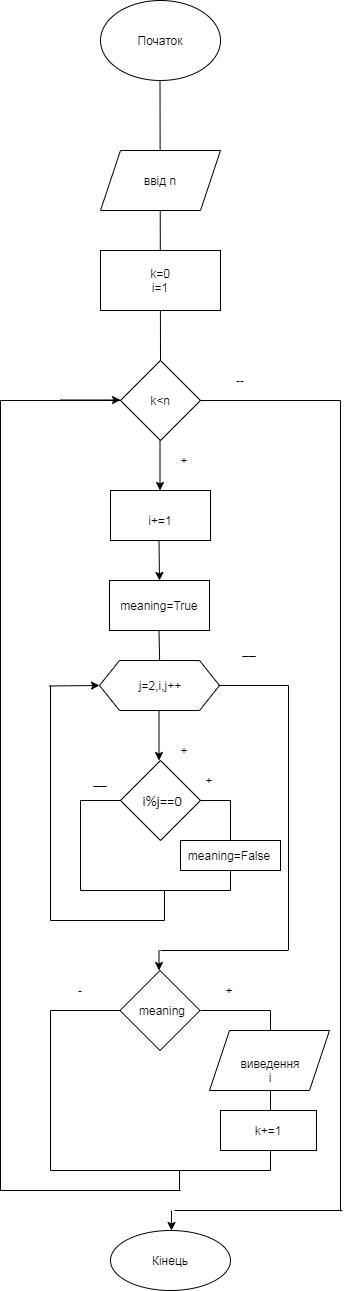 Початок
ввід n
k=0
i=1
k<n
--
+
i+=1
meaning=True
j=2,i,j++
—
+
i%j==0
—
+
meaning=False
meaning
-
+
виведення
i
k+=1
Кінець